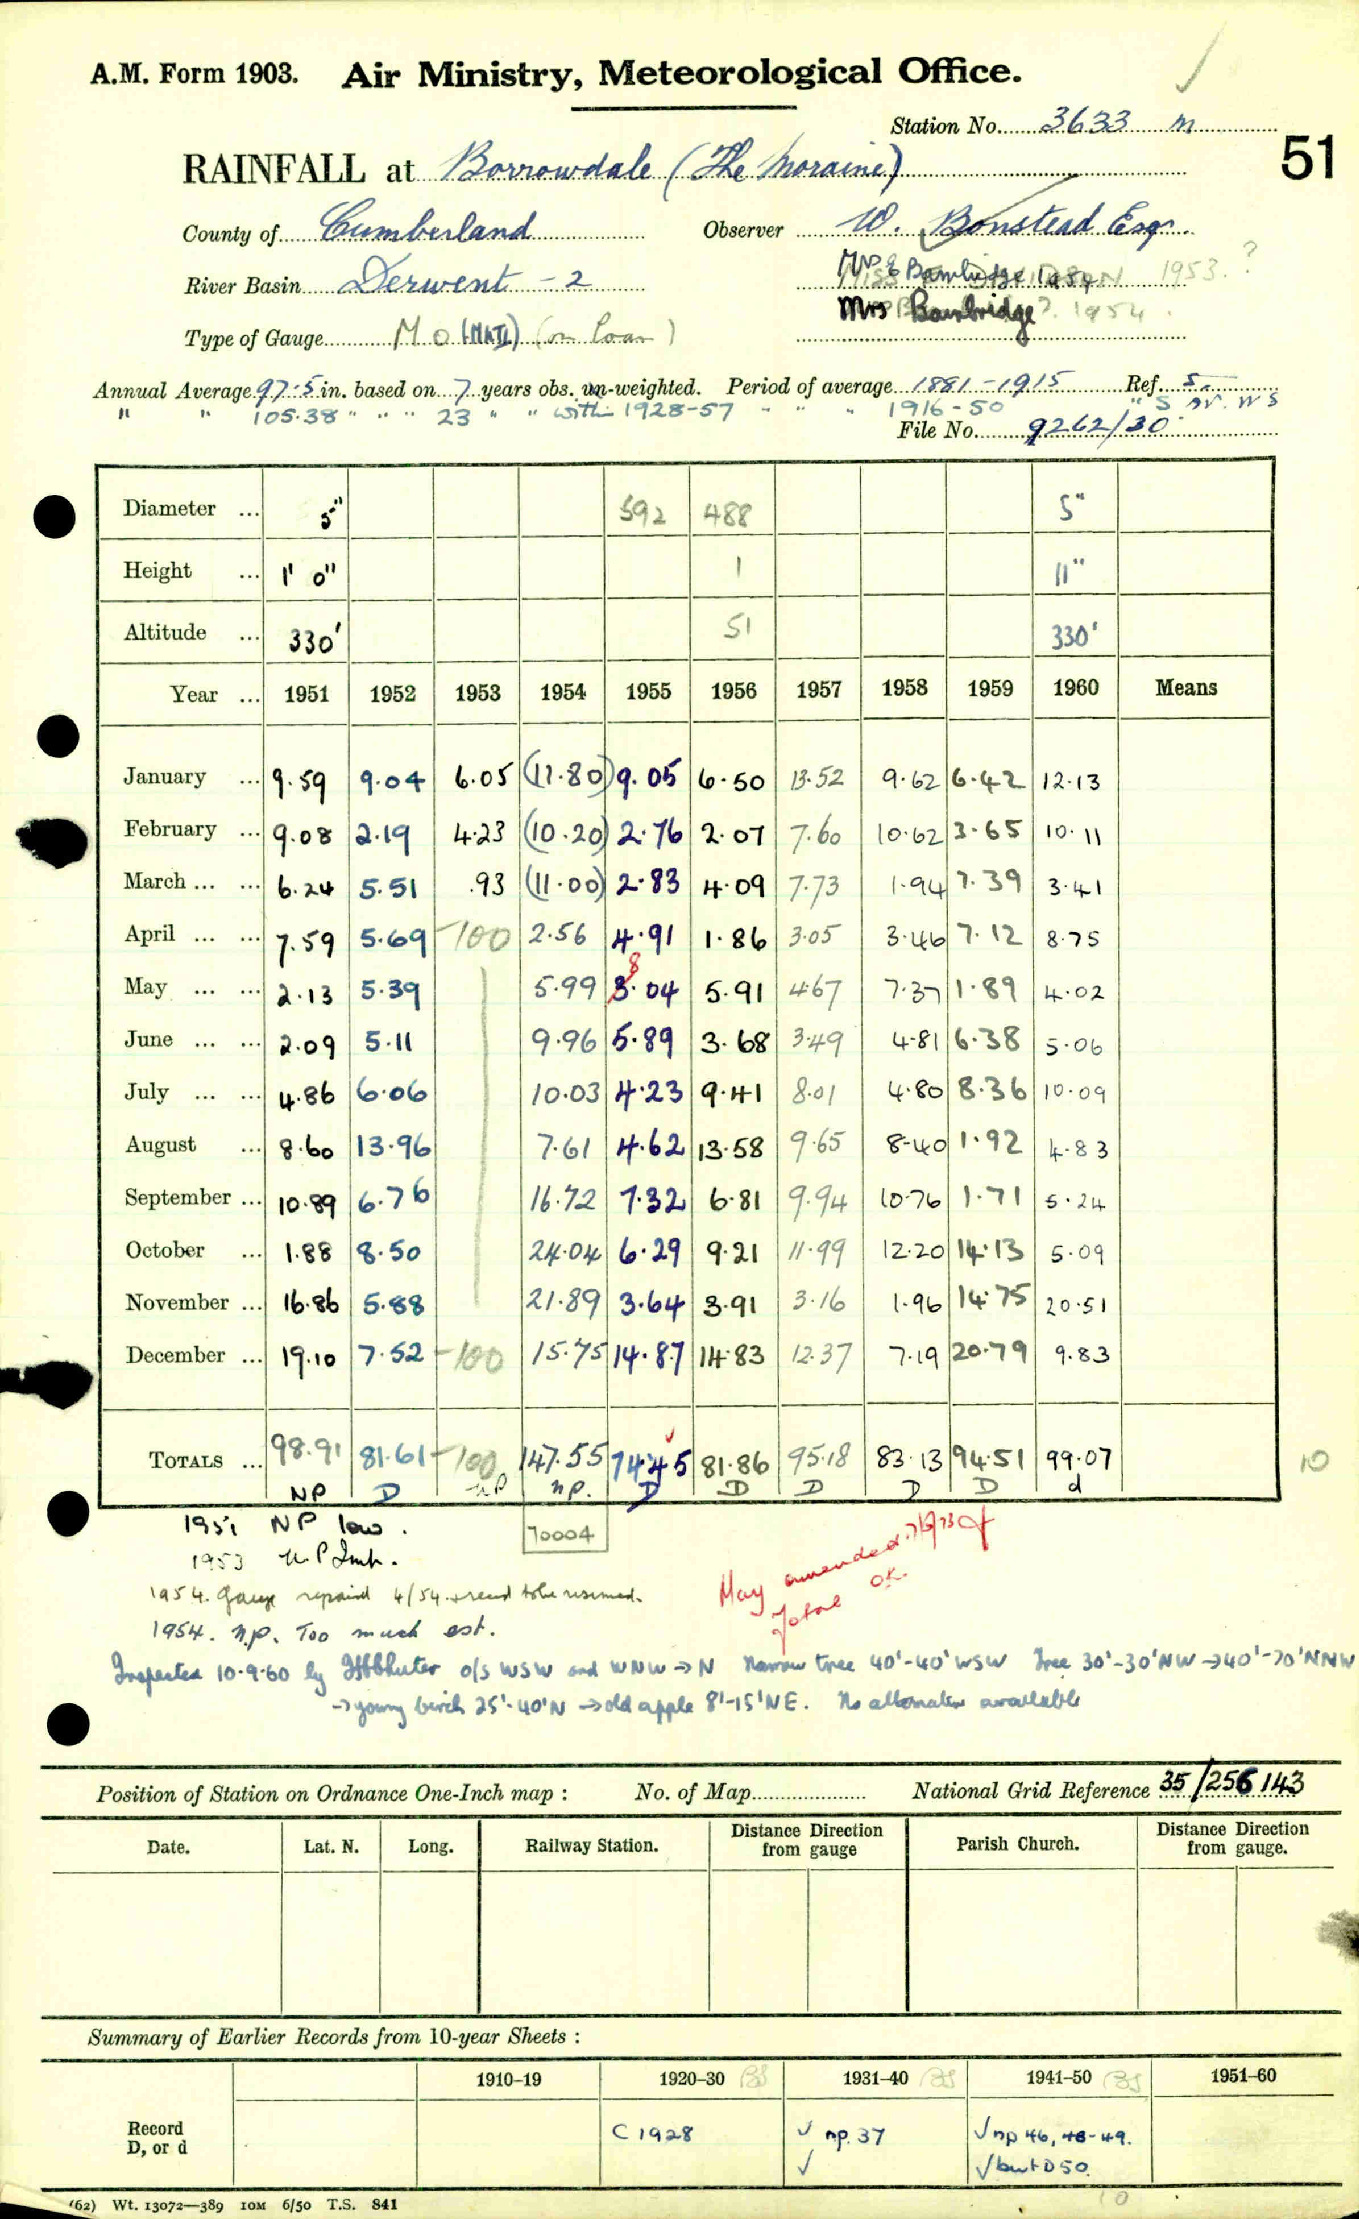 A.M. Form 1903. Air Ministry, Meteorological Office.
Station No. 3633 m
51
RAINFALL at Borrowdale (The Moraine)
County of Cumberland Observer W. Bonstead Esqr.
River Basin Derwent - 2 1953.?
Mrs Bambridge ? 1954.
Type of Gauge M O (MATL) (on loan)
Annual Average 97.5 in. based on 7 years obs. un-weighted. Period of average 1881-1915 Ref. 5.
" " 105.38 " " " 23 " " within 1928-57 " " " 1916-50 " S
File No. 9262/30
Diameter ... 5" 592 488 5"
Height ... 1' 0" 1 11"
Altitude ... 330' 51 330'
Year ... 1951 1952 1953 1954 1955 1956 1957 1958 1959 1960 Means
January ... 9.59 9.04 6.05 (11.80) 9.05 6.50 13.52 9.62 6.42 12.13
February ... 9.08 2.19 4.23 (10.20) 2.76 2.07 7.60 10.62 3.65 10.11
March ... ... 6.24 5.51 .93 (11.00) 2.83 4.09 7.73 1.94 7.39 3.41
April ... ... 7.59 5.69 -100 2.56 4.91 1.86 3.05 3.46 7.12 8.75
8
May ... ... 2.13 5.39 5.99 3.04 5.91 4.67 7.37 1.89 4.02
June ... ... 2.09 5.11 9.96 5.89 3.68 3.49 4.81 6.38 5.06
July ... ... 4.86 6.06 10.03 4.23 9.41 8.01 4.80 8.36 10.09
August ... 8.60 13.96 7.61 4.62 13.58 9.65 8.40 1.92 4.83
September ... 10.89 6.76 16.72 7.32 6.81 9.94 10.76 1.71 5.24
October ... 1.88 8.50 24.04 6.29 9.21 11.99 12.20 14.13 5.09
November ... 16.86 5.88 21.89 3.64 3.91 3.16 1.96 14.75 20.51
December ... 19.10 7.52 -100 15.75 14.87 14.83 12.37 7.19 20.79 9.83
TOTALS ... 98.91 81.61 -100 147.55 74.45 81.86 95.18 83.13 94.51 99.07 10
NP D NP n.p. D D D D D d
1951 NP low. 70004
1953 n.P Inch.
May amended
Total OK.
1954. Gauge repaired 4/54 record to be resumed.
1954. n.p. Too much est.
Inspected 10.9.60 by o/s WSW and WNW → N Narrow tree 40'-40' WSW Tree 30'-30' NW → 40'-70' NNW
→ young birch 25'-40' N → old apple 8'-15' NE. No alternative available
Position of Station on Ordnance One-Inch map : No. of Map National Grid Reference 35/256143
Date. Lat. N. Long. Railway Station. Distance Direction from gauge Parish Church. Distance Direction from gauge.
Summary of Earlier Records from 10-year Sheets :
1910–19 1920–30 1931–40 1941–50 1951–60
Record D, or d C 1928 ✓ np. 37 ✓np 46, 48-49.
✓ ✓but D 50.
(62) Wt. 13072—389 10M 6/50 T.S. 841
10